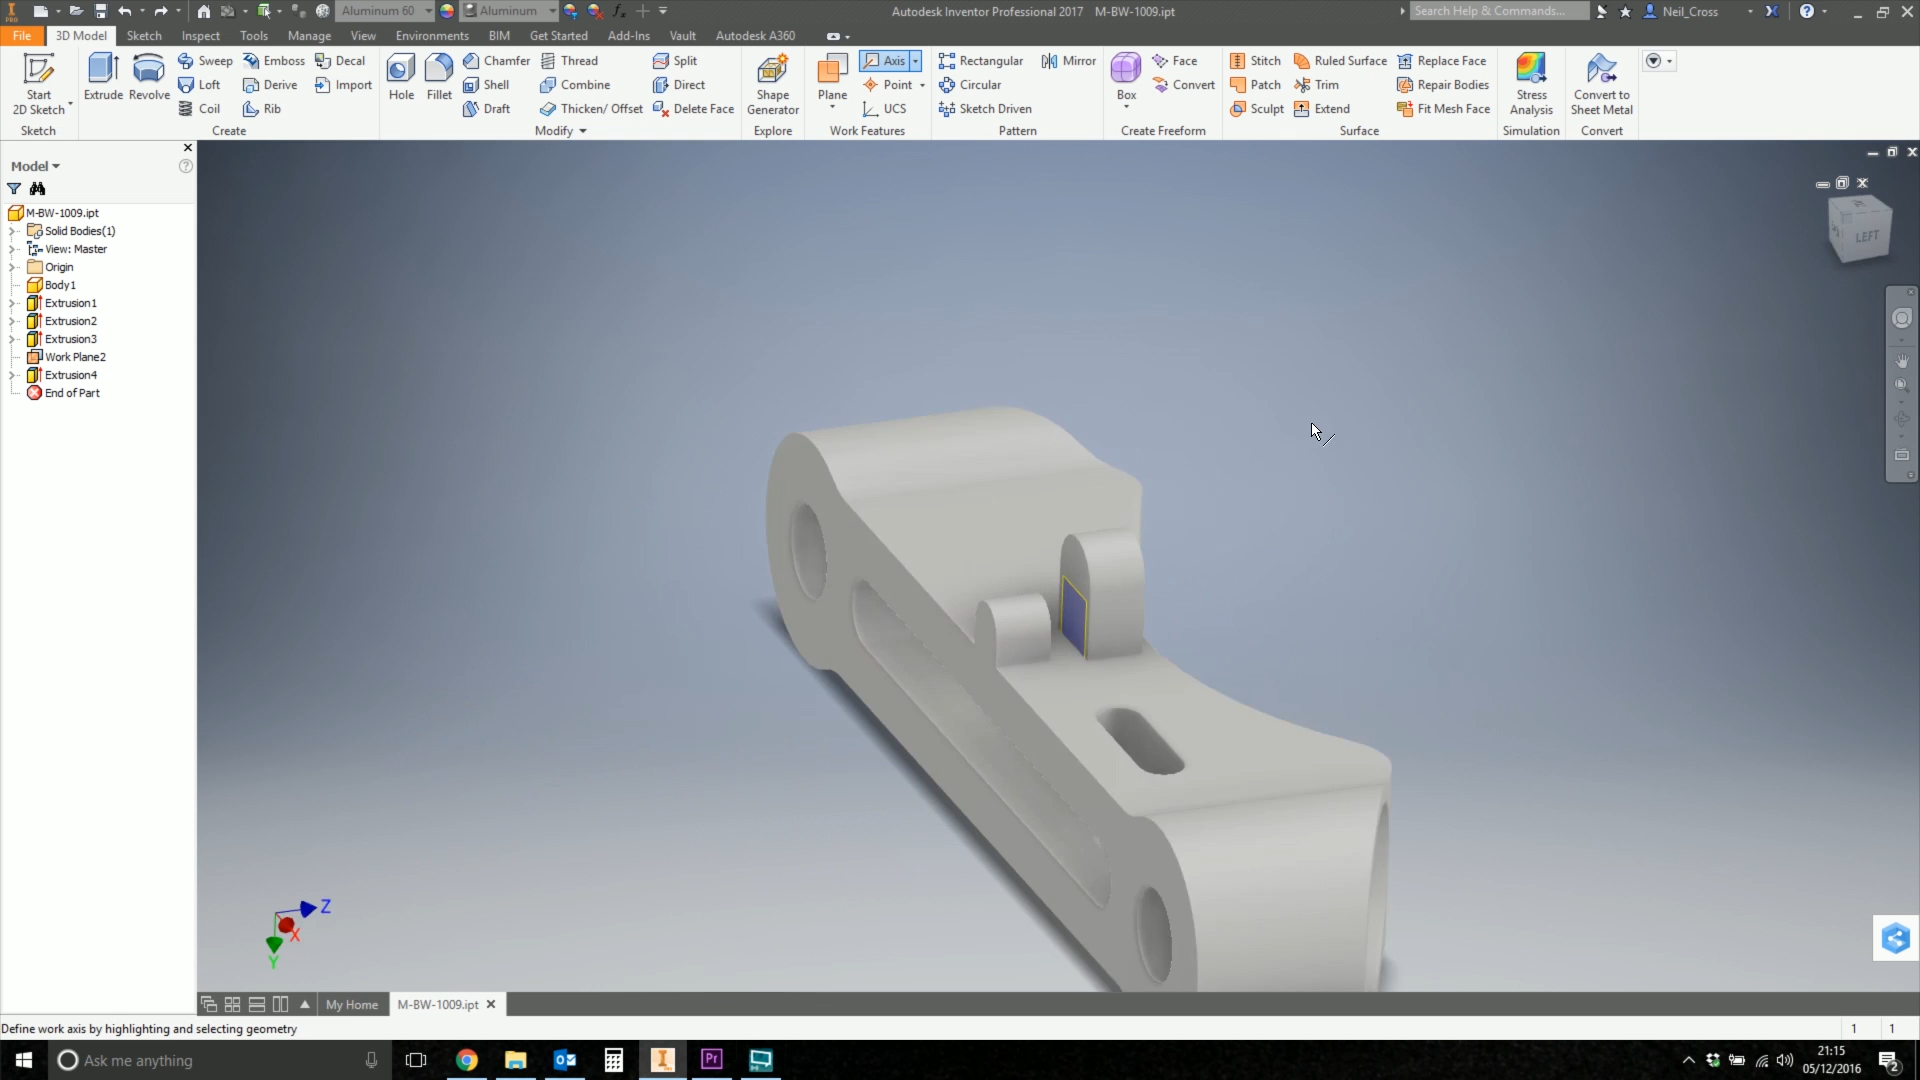 Aluminum 60 Aluminum Autodesk Inventor Professional 2017 M-BW-1009.ipt Search Help & Commands... Neil_Cross
File 3D Model Sketch Inspect Tools Manage View Environments BIM Get Started Add-Ins Vault Autodesk A360
Start
2D Sketch
Sketch
Extrude Revolve
Sweep Emboss Decal
Loft Derive Import
Coil Rib
Create
Hole Fillet
Chamfer Thread Split
Shell Combine Direct
Draft Thicken/ Offset Delete Face
Modify
Shape
Generator
Explore
Plane
Axis
Point
UCS
Work Features
Rectangular Mirror
Circular
Sketch Driven
Pattern
Box
Face
Convert
Create Freeform
Stitch Ruled Surface Replace Face
Patch Trim Repair Bodies
Sculpt Extend Fit Mesh Face
Surface
Stress
Analysis
Simulation
Convert to
Sheet Metal
Convert
Model
M-BW-1009.ipt
Solid Bodies(1)
View: Master
Origin
Body1
Extrusion1
Extrusion2
Extrusion3
Work Plane2
Extrusion4
End of Part
LEFT
Z
X
Y
My Home M-BW-1009.ipt
Define work axis by highlighting and selecting geometry 1 1
Ask me anything
21:15
05/12/2016
2